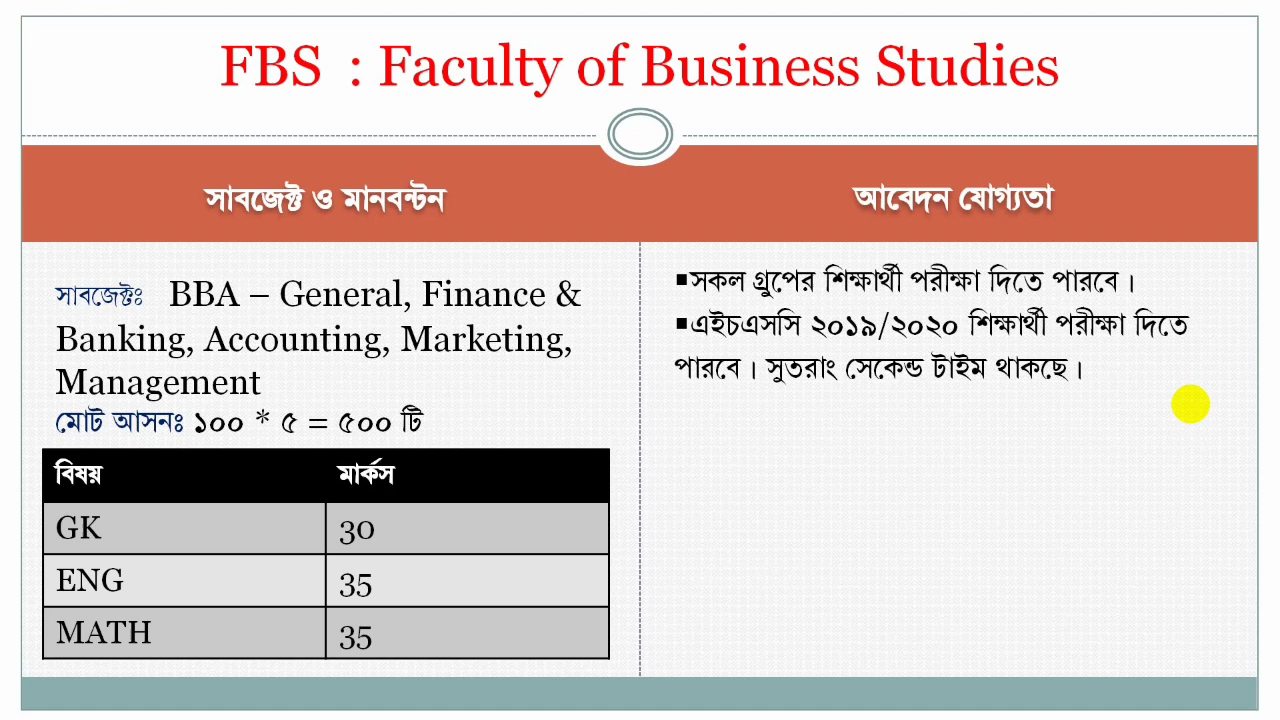 FBS : Faculty of Business Studies
সাবজেক্ট ও মানবন্টন
আবেদন যোগ্যতা
সাবজেক্টঃ BBA – General, Finance &
Banking, Accounting, Marketing,
Management
মোট আসনঃ ১০০ * ৫ = ৫০০ টি
বিষয় মার্কস
GK 30
ENG 35
MATH 35
▪সকল গ্রুপের শিক্ষার্থী পরীক্ষা দিতে পারবে।
▪এইচএসসি ২০১৯/২০২০ শিক্ষার্থী পরীক্ষা দিতে
পারবে। সুতরাং সেকেন্ড টাইম থাকছে।